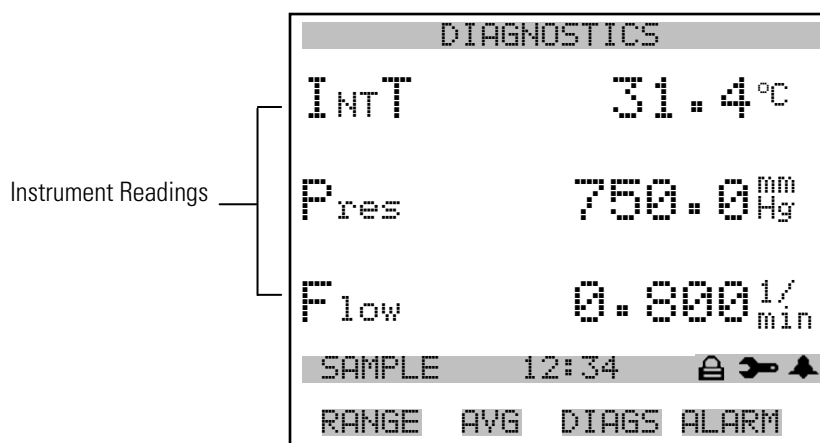 DIAGNOSTICS
INTT 31.4 °C
Instrument Readings
Pres 750.0 mm Hg
Flow 0.800 l/min
SAMPLE 12:34
RANGE AVG DIAGS ALARM